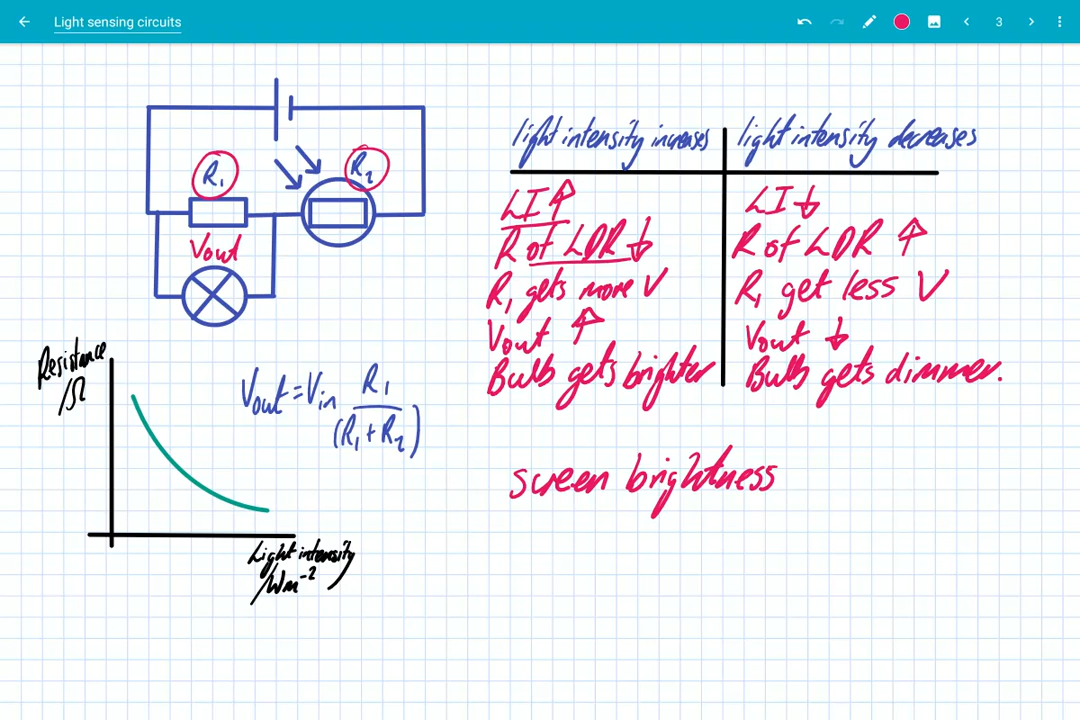 Light sensing circuits
3
R₁
R₂
Vout
light intensity increases
light intensity decreases
LI↑
R of LDR ↓
R₁ gets more V
Vout ↑
Bulb gets brighter
LI ↓
R of LDR ↑
R₁ get less V
Vout ↓
Bulb gets dimmer.
Resistance
/Ω
Vout = Vin R₁/(R₁+R₂)
Light intensity
/Wm⁻²
screen brightness